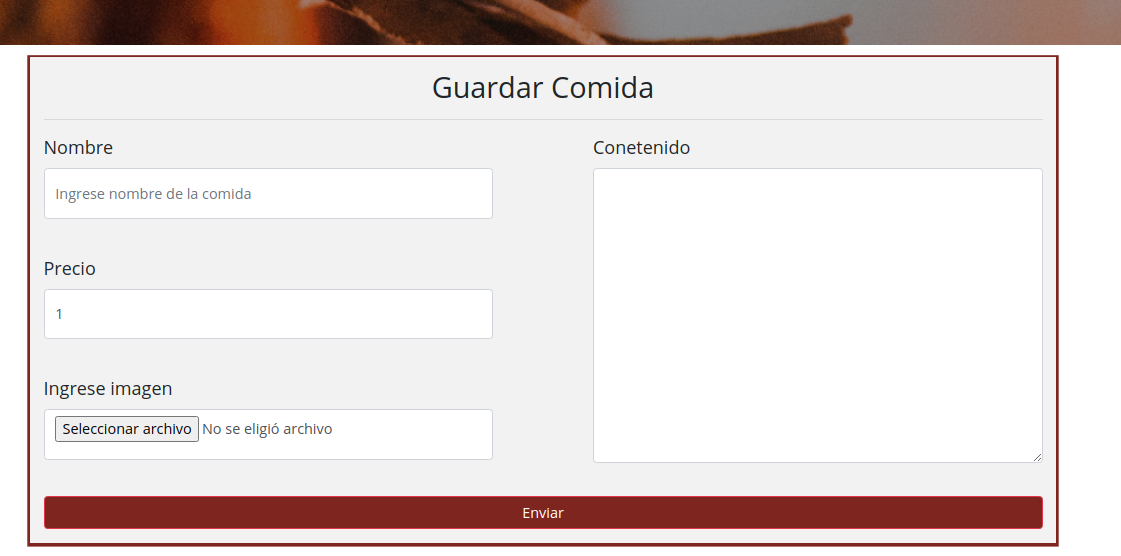 Guardar Comida
Nombre
Ingrese nombre de la comida
Precio
1
Ingrese imagen
Seleccionar archivo No se eligió archivo
Conetenido
Enviar